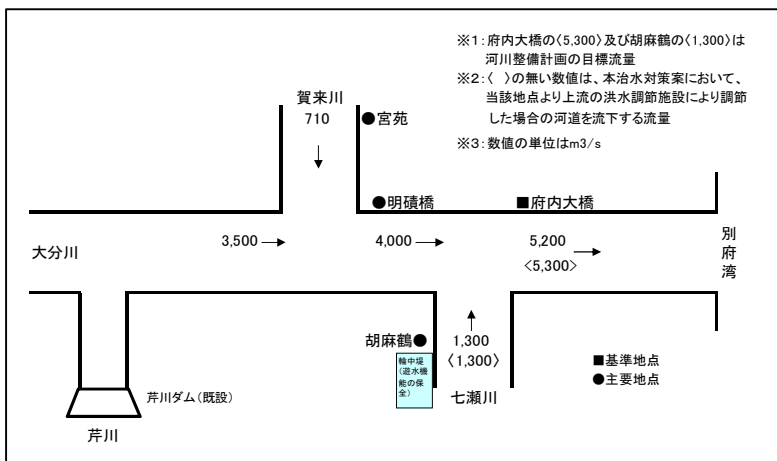 ※1:府内大橋の〈5,300〉及び胡麻鶴の〈1,300〉は
河川整備計画の目標流量
※2:〈 〉の無い数値は、本治水対策案において、
当該地点より上流の洪水調節施設により調節
した場合の河道を流下する流量
※3:数値の単位はm3/s
賀来川
710
↓
●宮苑
●明磧橋
■府内大橋
大分川
3,500→
4,000→
5,200→
<5,300>
別府湾
胡麻鶴●
↑
1,300
〈1,300〉
輪中堤
(遊水機
能の保
全)
七瀬川
■基準地点
●主要地点
芹川ダム(既設)
芹川